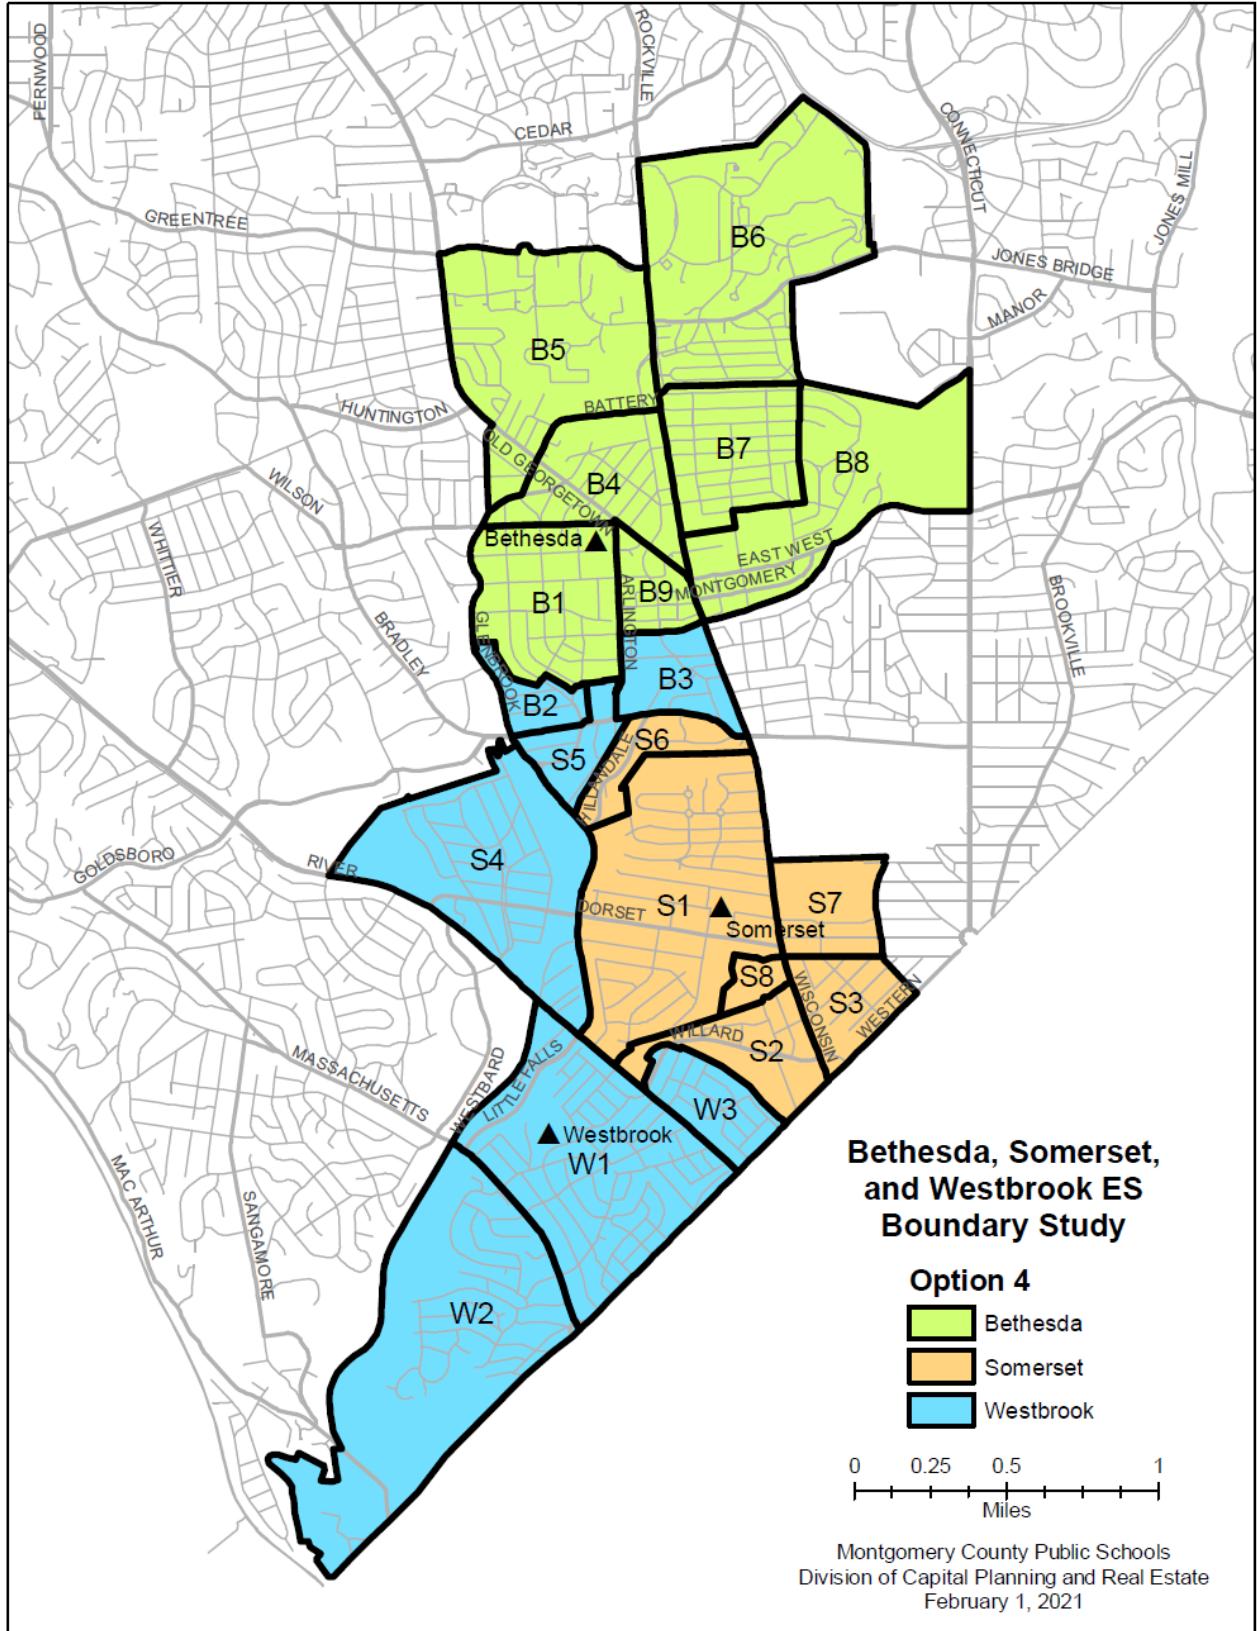 FERNWOOD
ROCKVILLE
CEDAR
CONNECTICUT
JONES MILL
GREENTREE
B6
JONES BRIDGE
MANOR
B5
HUNTINGTON
BATTERY
OLD GEORGETOWN
B7
B8
WILSON
B4
WHITTIER
Bethesda
EAST WEST
MONTGOMERY
B9
B1
ARLINGTON
BROOKVILLE
GLENBROOK
BRADLEY
B3
B2
S6
S5
HILLANDALE
GOLDSBORO
RIVER
S4
DORSET
S1
S7
Somerset
S8
WISCONSIN
S3
WESTERN
WILLARD
S2
MASSACHUSETTS
WESTBARD
LITTLE FALLS
W3
Westbrook
W1
MAC ARTHUR
SANGAMORE
W2
Bethesda, Somerset,
and Westbrook ES
Boundary Study
Option 4
Bethesda
Somerset
Westbrook
0 0.25 0.5 1
Miles
Montgomery County Public Schools
Division of Capital Planning and Real Estate
February 1, 2021